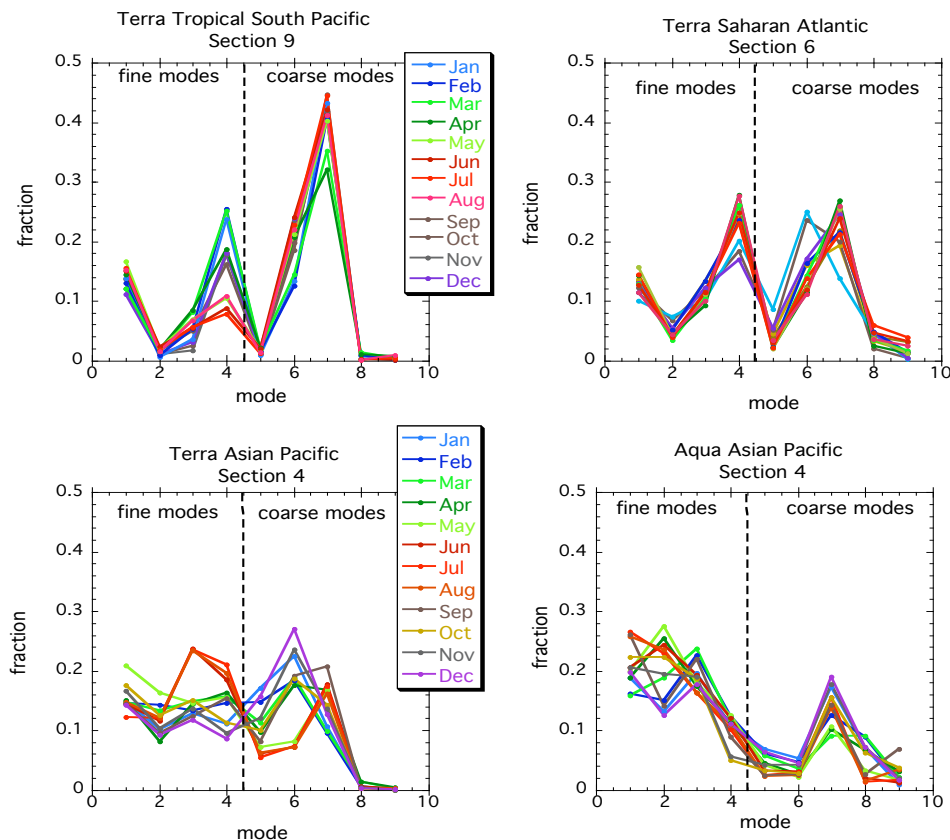 Terra Tropical South Pacific
Section 9
fine modes
coarse modes
fraction
0.5
0.4
0.3
0.2
0.1
0
0 2 4 6 8 10
mode
Jan
Feb
Mar
Apr
May
Jun
Jul
Aug
Sep
Oct
Nov
Dec
Terra Saharan Atlantic
Section 6
fine modes
coarse modes
fraction
0.5
0.4
0.3
0.2
0.1
0
0 2 4 6 8 10
mode
Terra Asian Pacific
Section 4
fine modes
coarse modes
fraction
0.5
0.4
0.3
0.2
0.1
0
0 2 4 6 8 10
mode
Jan
Feb
Mar
Apr
May
Jun
Jul
Aug
Sep
Oct
Nov
Dec
Aqua Asian Pacific
Section 4
fine modes
coarse modes
fraction
0.5
0.4
0.3
0.2
0.1
0
0 2 4 6 8 10
mode